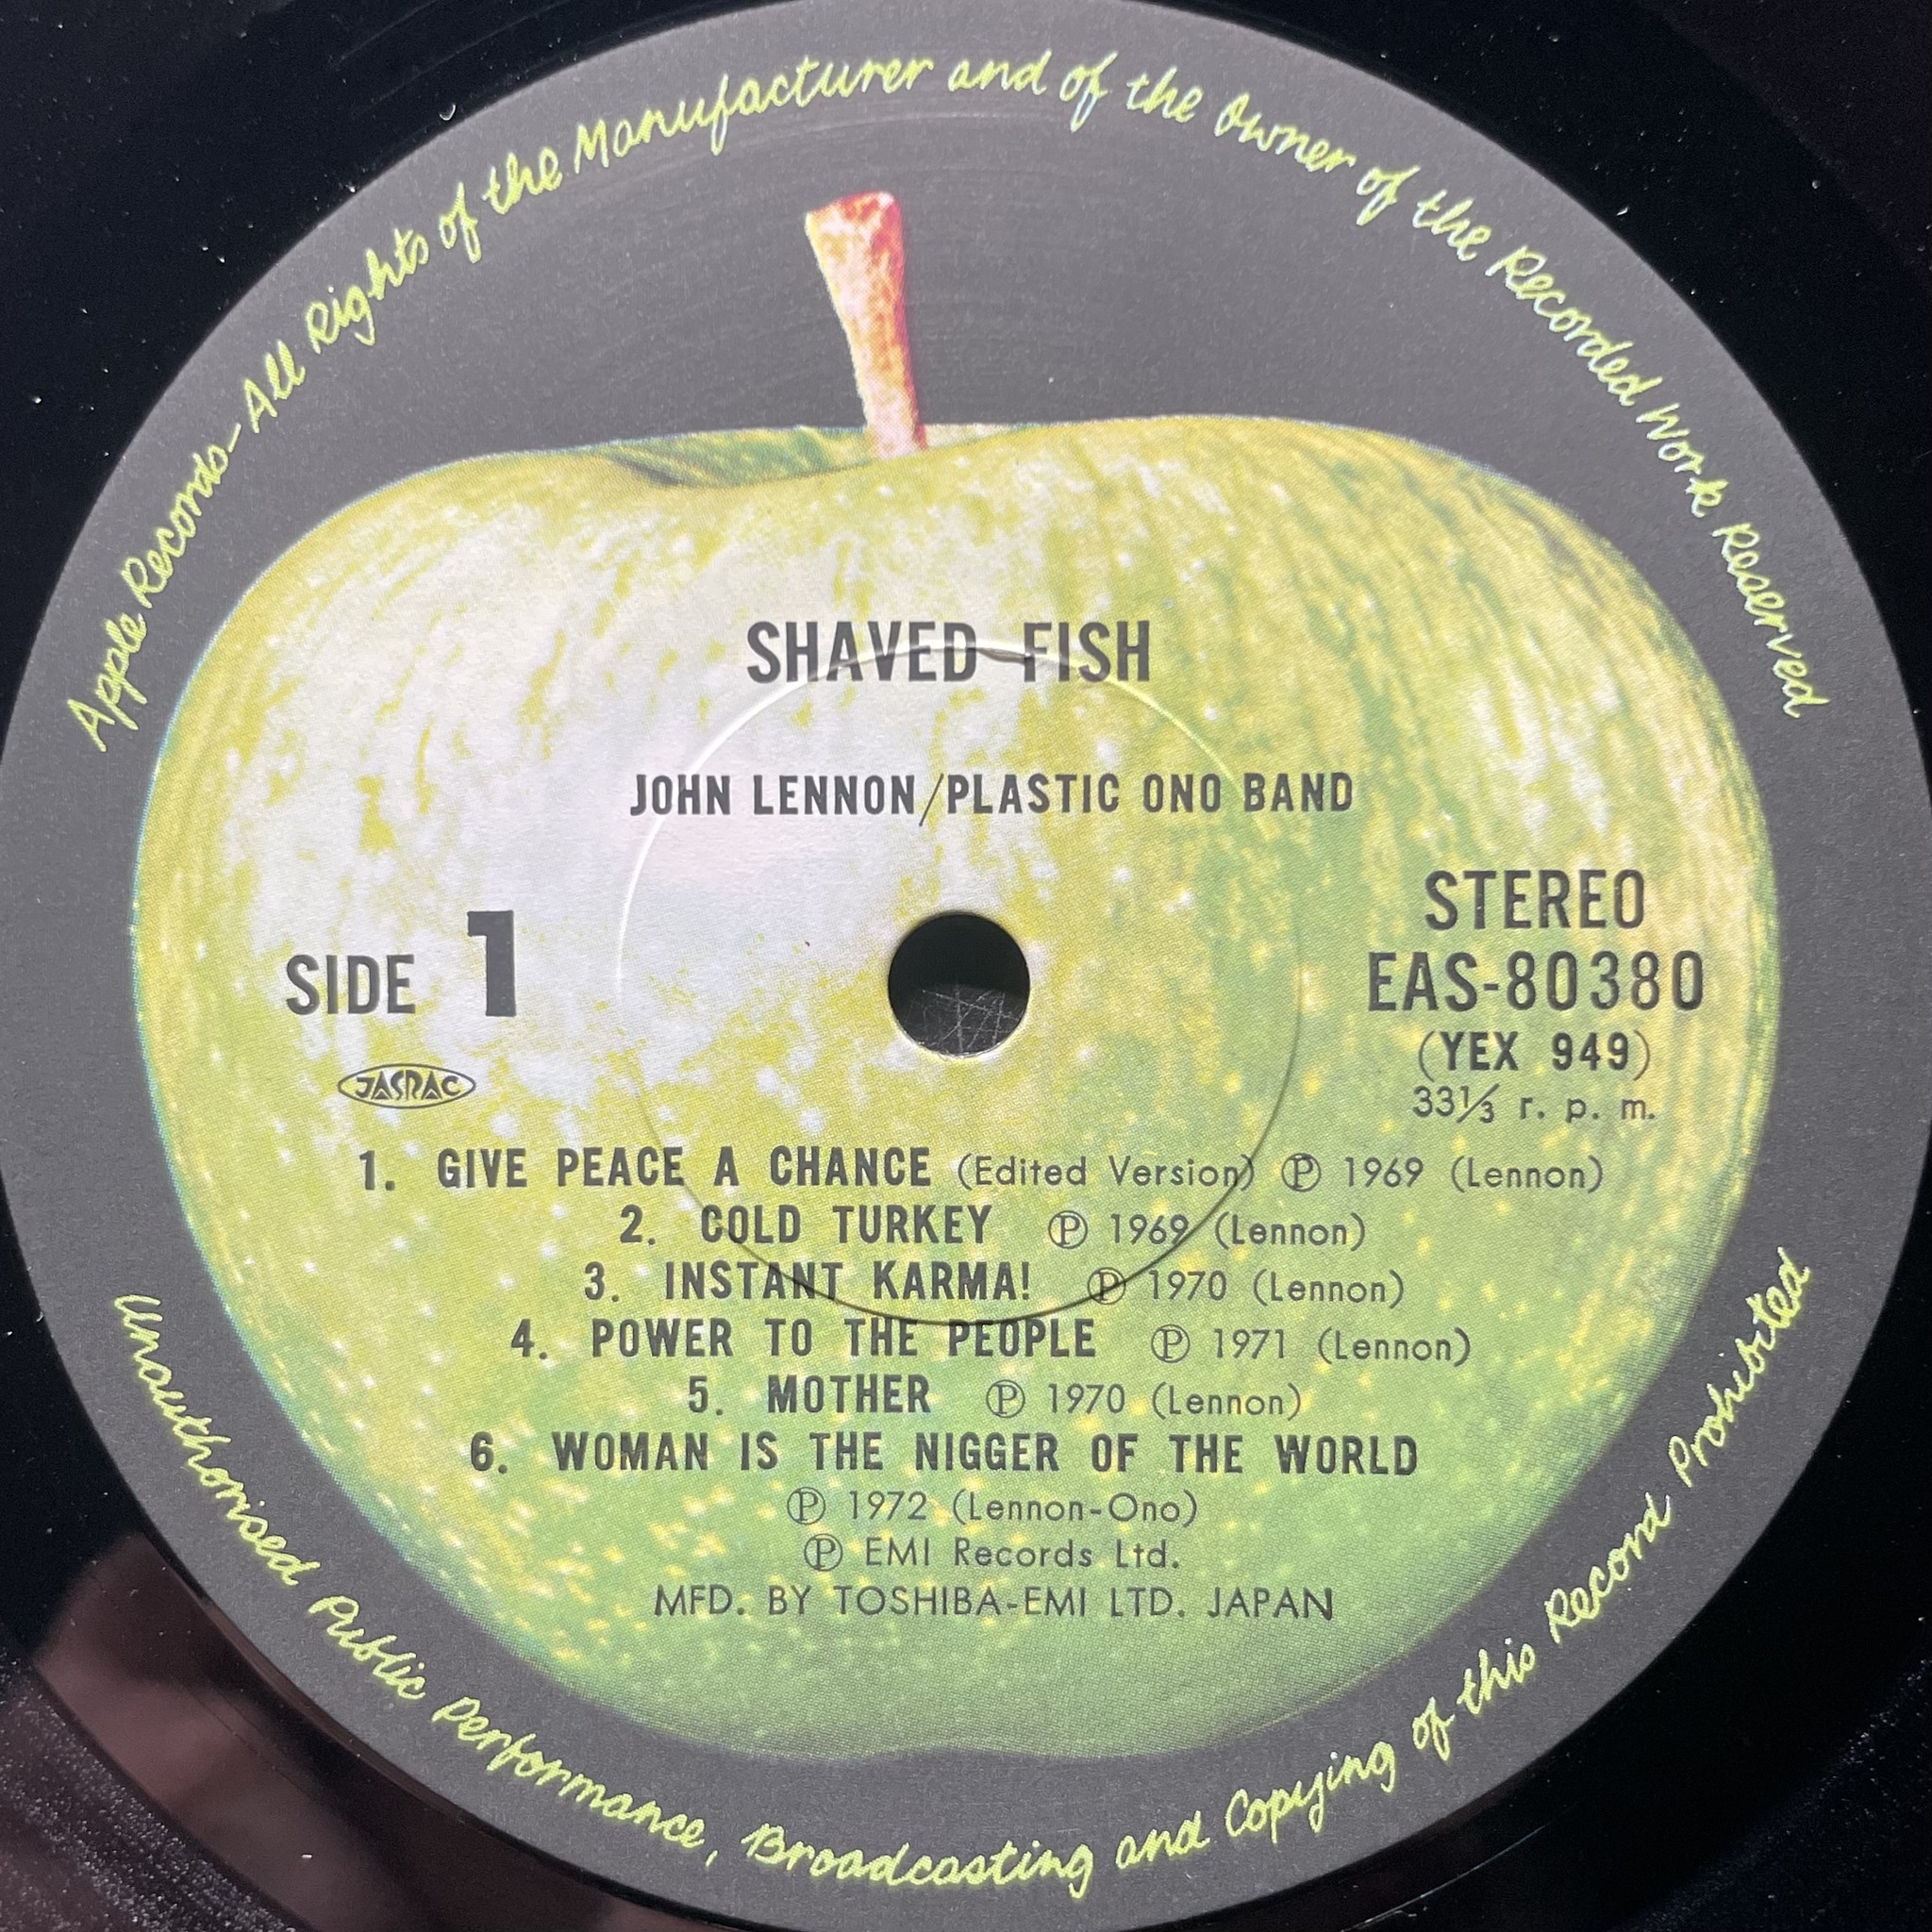 Apple Records - All Rights of the Manufacturer and of the Owner of the Recorded Work Reserved
SHAVED FISH
JOHN LENNON/PLASTIC ONO BAND
SIDE 1
JASRAC
STEREO
EAS-80380
(YEX 949)
33⅓ r. p. m.
1. GIVE PEACE A CHANCE (Edited Version) Ⓟ 1969 (Lennon)
2. COLD TURKEY Ⓟ 1969 (Lennon)
3. INSTANT KARMA! Ⓟ 1970 (Lennon)
4. POWER TO THE PEOPLE Ⓟ 1971 (Lennon)
5. MOTHER Ⓟ 1970 (Lennon)
6. WOMAN IS THE NIGGER OF THE WORLD
Ⓟ 1972 (Lennon-Ono)
Ⓟ EMI Records Ltd.
MFD. BY TOSHIBA-EMI LTD. JAPAN
Unauthorised Public Performance, Broadcasting and Copying of this Record Prohibited